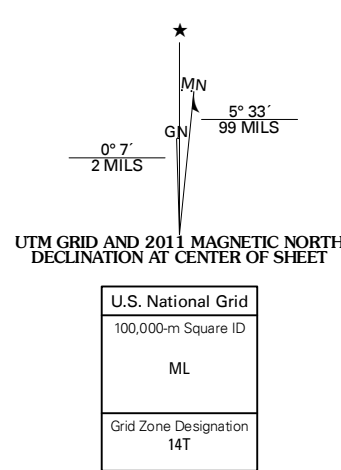 ★
MN
GN
5° 33´
99 MILS
0° 7´
2 MILS
UTM GRID AND 2011 MAGNETIC NORTH
DECLINATION AT CENTER OF SHEET
U.S. National Grid
100,000-m Square ID
ML
Grid Zone Designation
14T